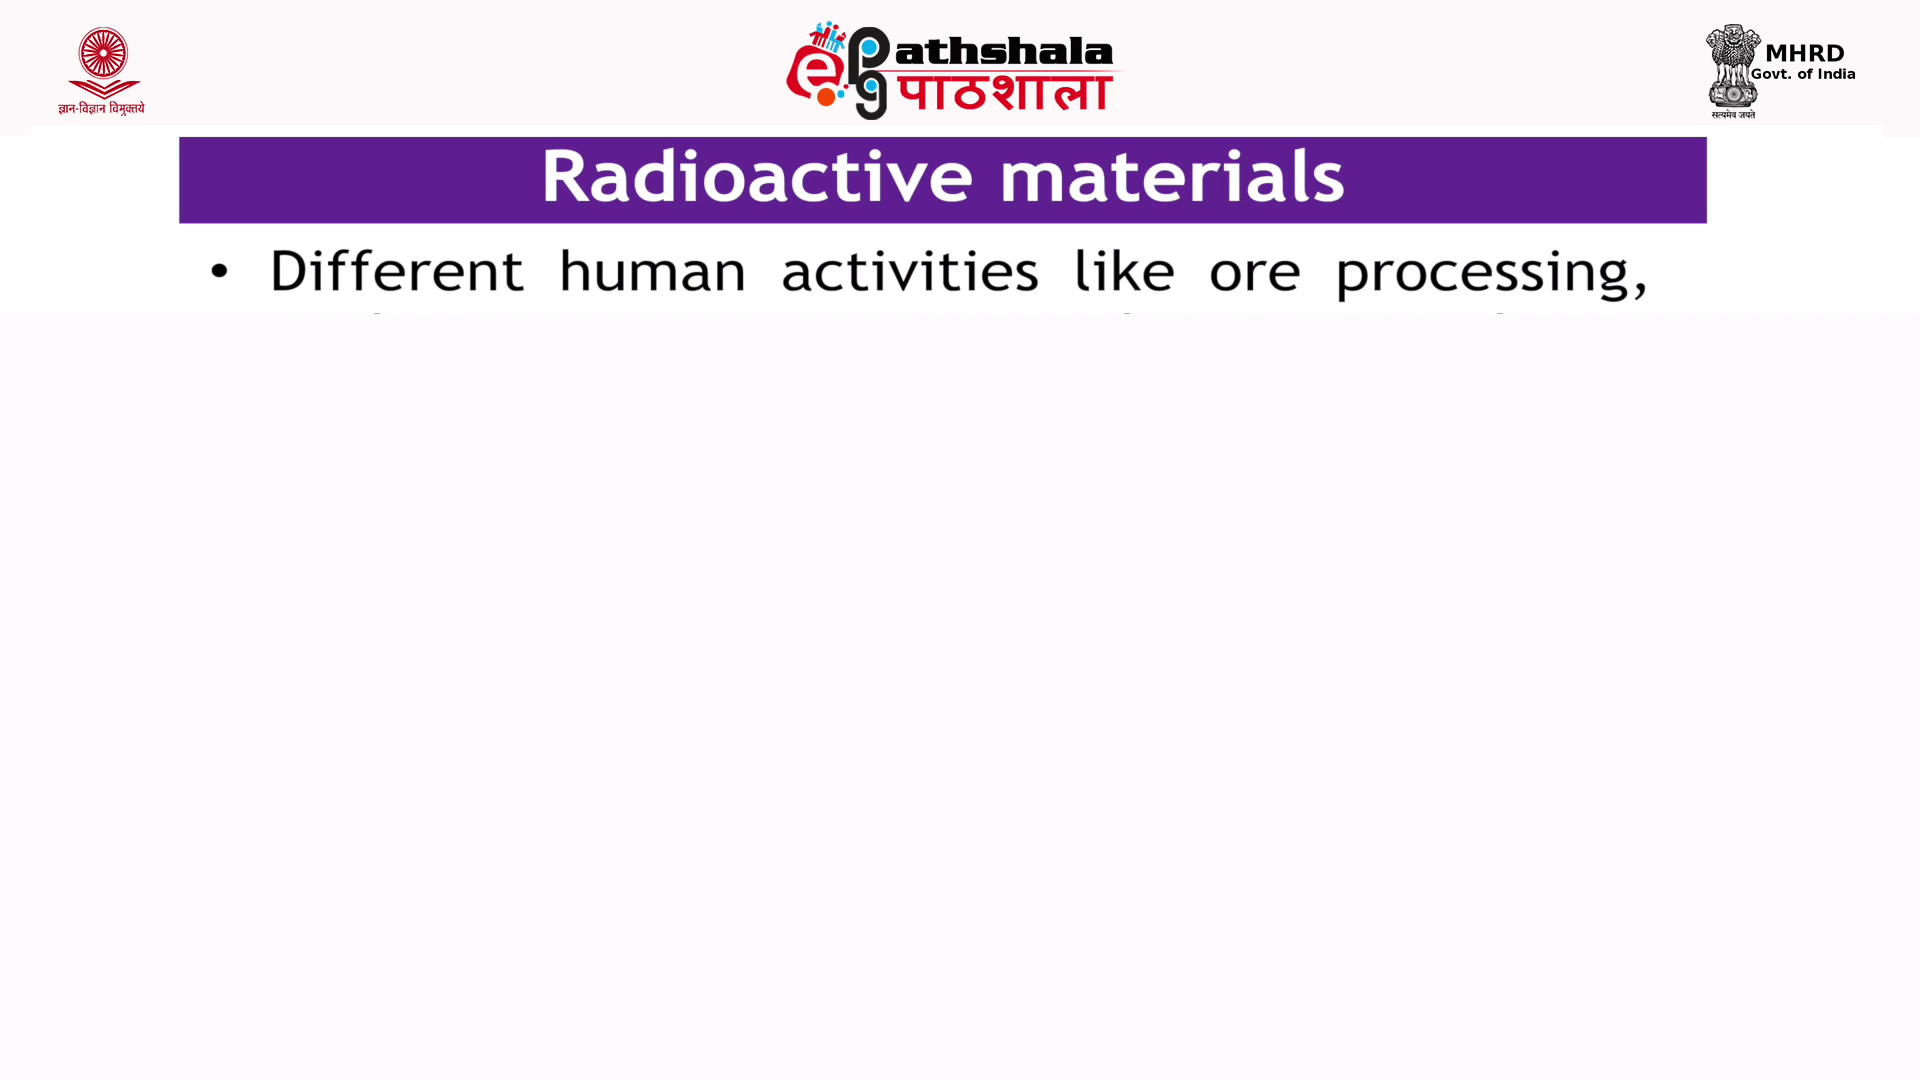 ज्ञान-विज्ञान विमुक्तये
ePathshala
पाठशाला
MHRD
Govt. of India
सत्यमेव जयते
Radioactive materials
• Different human activities like ore processing,